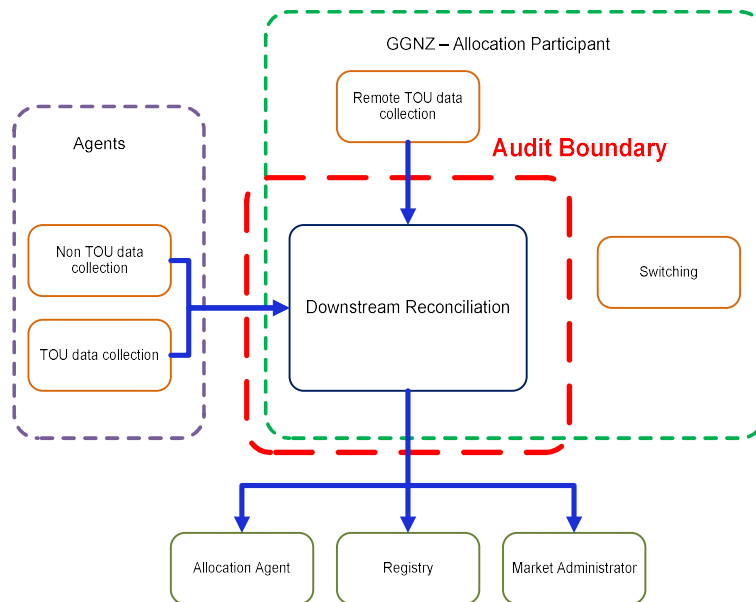 GGNZ – Allocation Participant
Remote TOU data
collection
Agents
Audit Boundary
Non TOU data
collection
Switching
Downstream Reconciliation
TOU data collection
Allocation Agent
Registry
Market Administrator